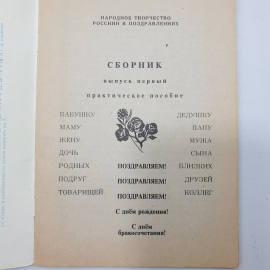 НАРОДНОЕ ТВОРЧЕСТВО
РОССИИ В ПОЗДРАВЛЕНИЯХ
СБОРНИК
выпуск первый
практическое пособие
БАБУШКУ ДЕДУШКУ
МАМУ ПАПУ
ЖЕНУ МУЖА
ДОЧЬ СЫНА
РОДНЫХ ПОЗДРАВЛЯЕМ! БЛИЗКИХ
ПОДРУГ ПОЗДРАВЛЯЕМ! ДРУЗЕЙ
ТОВАРИЩЕЙ ПОЗДРАВЛЯЕМ! КОЛЛЕГ
С днём рождения!
С днём
бракосочетания!